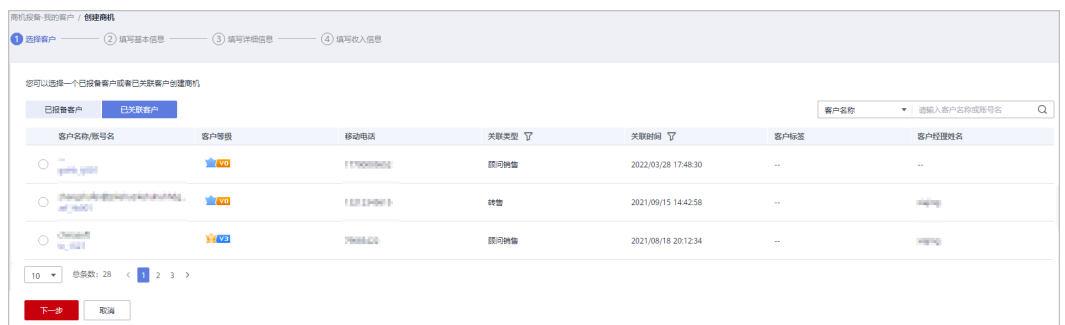 商机报备-我的客户 / 创建商机
1 选择客户 2 填写基本信息 3 填写详细信息 4 填写收入信息
您可以选择一个已报备客户或者已关联客户创建商机
已报备客户 已关联客户 客户名称 请输入客户名称或账号名
客户名称/账号名 客户等级 移动电话 关联类型 关联时间 客户标签 客户经理姓名
-- V0 顾问销售 2022/03/28 17:48:30 -- --
V0 转售 2021/09/15 14:42:58 --
V3 顾问销售 2021/08/18 20:12:34 --
10 总条数: 28 < 1 2 3 >
下一步 取消